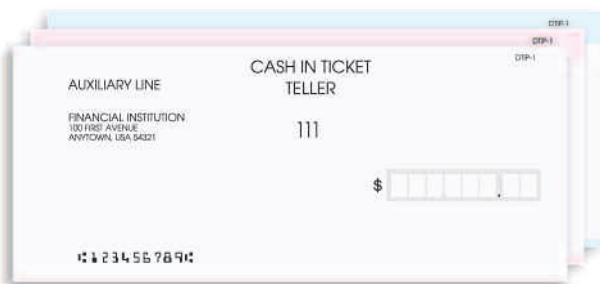 DTP-1
DTP-1
DTP-1
CASH IN TICKET
TELLER
AUXILIARY LINE
FINANCIAL INSTITUTION
100 FIRST AVENUE
ANYTOWN, USA 54321
111
$ .
⑆123456789⑆